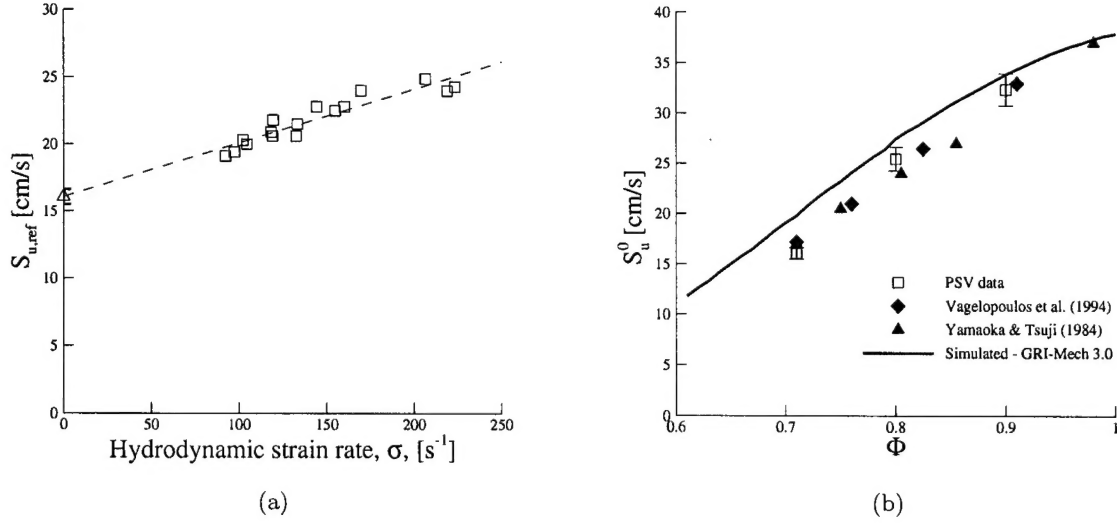 30
25
20
15
10
5
0
S_{u,ref} [cm/s]
0 50 100 150 200 250
Hydrodynamic strain rate, σ, [s⁻¹]
(a)
40
35
30
25
20
15
10
5
0
S_u^0 [cm/s]
PSV data
Vagelopoulos et al. (1994)
Yamaoka & Tsuji (1984)
Simulated - GRI-Mech 3.0
0.6 0.7 0.8 0.9 1
Φ
(b)